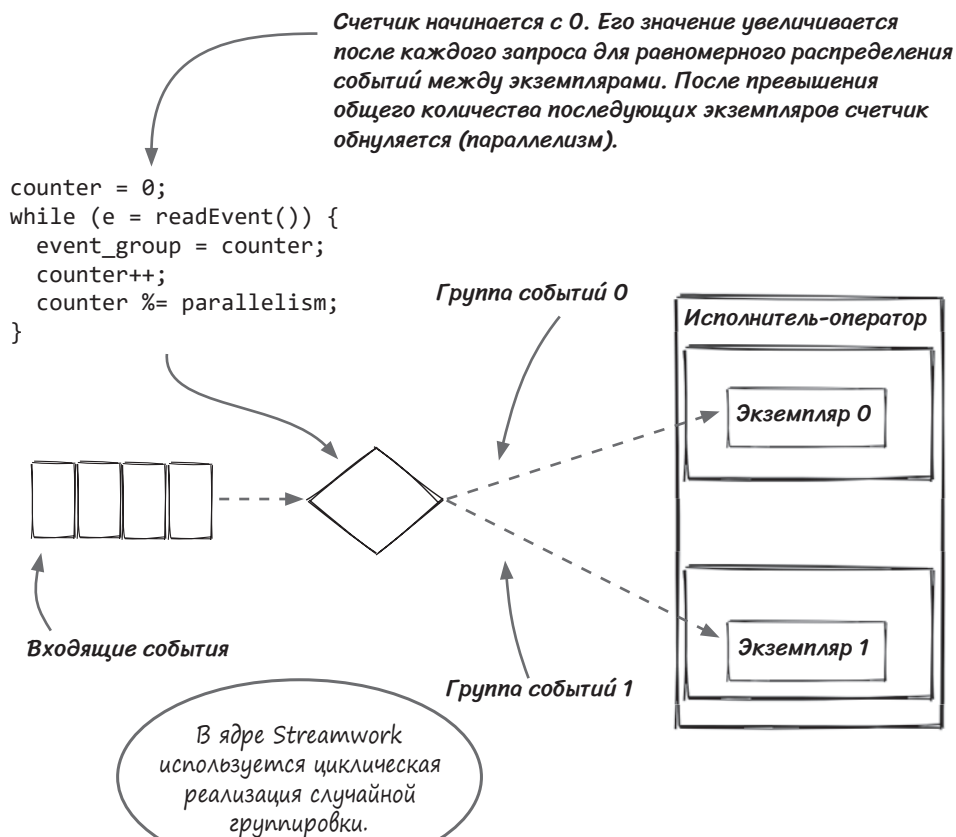 Счетчик начинается с 0. Его значение увеличивается
после каждого запроса для равномерного распределения
событий между экземплярами. После превышения
общего количества последующих экземпляров счетчик
обнуляется (параллелизм).
counter = 0;
while (e = readEvent()) {
  event_group = counter;
  counter++;
  counter %= parallelism;
}
Группа событий 0
Исполнитель-оператор
Экземпляр 0
Входящие события
Экземпляр 1
Группа событий 1
В ядре Streamwork
используется циклическая
реализация случайной
группировки.